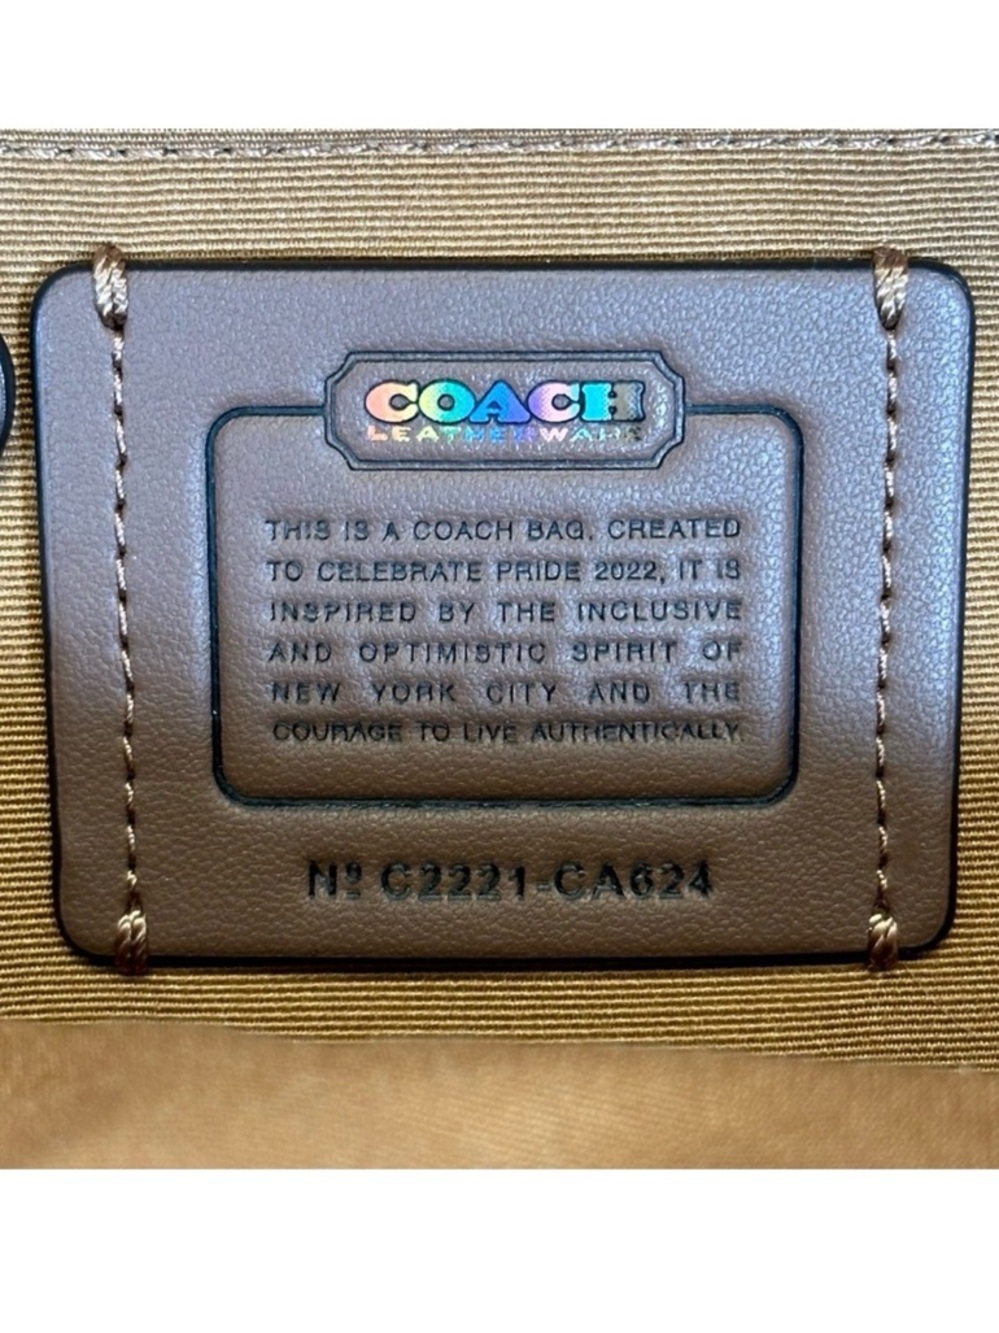 COACH
LEATHERWARE
THIS IS A COACH BAG. CREATED
TO CELEBRATE PRIDE 2022, IT IS
INSPIRED BY THE INCLUSIVE
AND OPTIMISTIC SPIRIT OF
NEW YORK CITY AND THE
COURAGE TO LIVE AUTHENTICALLY.
Nº C2221-CA624